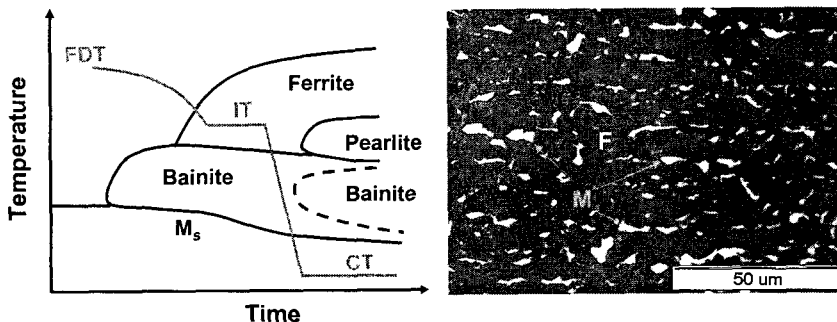 Temperature
FDT
Ferrite
IT
Pearlite
Bainite
Bainite
Ms
CT
Time
F
M
50 um